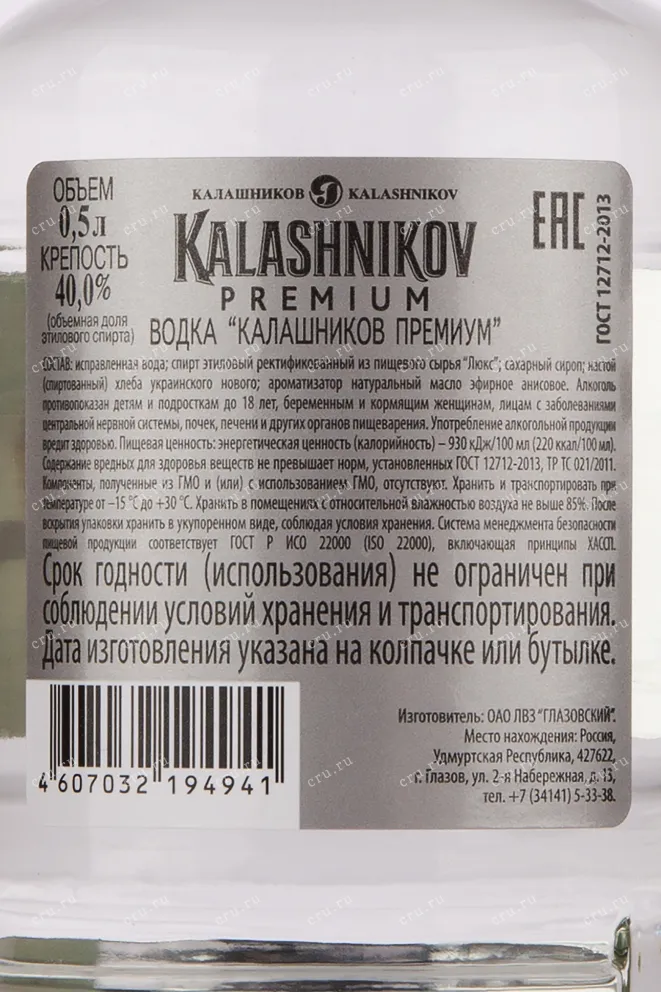 ОБЪЕМ
0,5л
КРЕПОСТЬ
40,0%
(объемная доля
этилового спирта)
КАЛАШНИКОВ KALASHNIKOV
KALASHNIKOV
PREMIUM
ВОДКА "КАЛАШНИКОВ ПРЕМИУМ"
ЕАС
ГОСТ 12712-2013
СОСТАВ: исправленная вода; спирт этиловый ректификованный из пищевого сырья "Люкс"; сахарный сироп; настой
(спиртованный) хлеба украинского нового; ароматизатор натуральный масло эфирное анисовое. Алкоголь
противопоказан детям и подросткам до 18 лет, беременным и кормящим женщинам, лицам с заболеваниями
центральной нервной системы, почек, печени и других органов пищеварения. Употребление алкогольной продукции
вредит здоровью. Пищевая ценность: энергетическая ценность (калорийность) – 930 кДж/100 мл (220 ккал/100 мл).
Содержание вредных для здоровья веществ не превышает норм, установленных ГОСТ 12712-2013, ТР ТС 021/2011.
Компоненты, полученные из ГМО и (или) с использованием ГМО, отсутствуют. Хранить и транспортировать при
температуре от –15 °С до +30 °С. Хранить в помещениях с относительной влажностью воздуха не выше 85%. После
вскрытия упаковки хранить в укупоренном виде, соблюдая условия хранения. Система менеджмента безопасности
пищевой продукции соответствует ГОСТ Р ИСО 22000 (ISO 22000), включающая принципы ХАССП.
Срок годности (использования) не ограничен при
соблюдении условий хранения и транспортирования.
Дата изготовления указана на колпачке или бутылке.
4 607032 194941
Изготовитель: ОАО ЛВЗ "ГЛАЗОВСКИЙ".
Место нахождения: Россия,
Удмуртская Республика, 427622,
г. Глазов, ул. 2-я Набережная, д. 13,
тел. +7 (34141) 5-33-38.
cru.ru